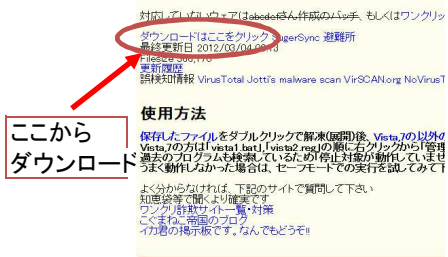 対応していないウェアはabcdefさん作成のバッチ、もしくはワンクリッ
ダウンロードはここをクリック SugerSync 避難所
最終更新日 2012/03/04
Filesize
更新履歴
誤検知情報 VirusTotal Jotti's malware scan VirSCAN.org NoVirusT
使用方法
保存したファイルをダブルクリックで解凍(展開)後、Vista,7の以外の
Vista,7の方は「vista1.bat」,「vista2.reg」の順に右クリックから「管理
過去のプログラムも検索しているため「停止対象が動作していませ
うまく動作しなかった場合は、セーフモードでの実行を試してみて下
よく分からなければ、下記のサイトで質問して下さい
知恵袋等で聞くより確実です
ワンクリ詐欺サイト一覧・対策
こぐまねこ帝国のブログ
イカ君の掲示板です。なんでもどうぞ!!
ここから
ダウンロード